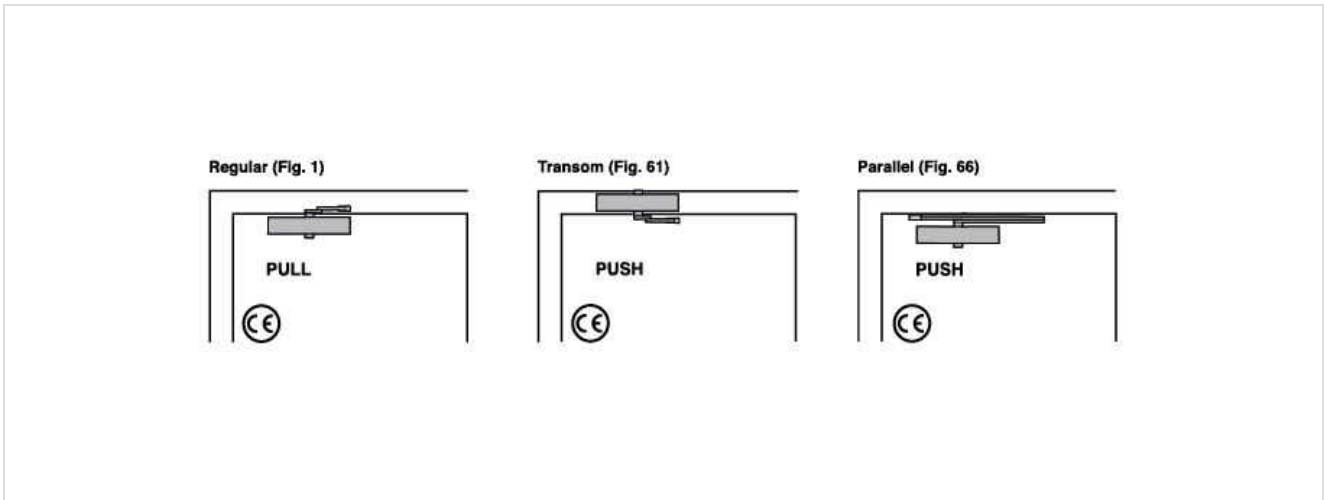 Regular (Fig. 1)
Transom (Fig. 61)
Parallel (Fig. 66)
PULL
PUSH
PUSH
CE
CE
CE